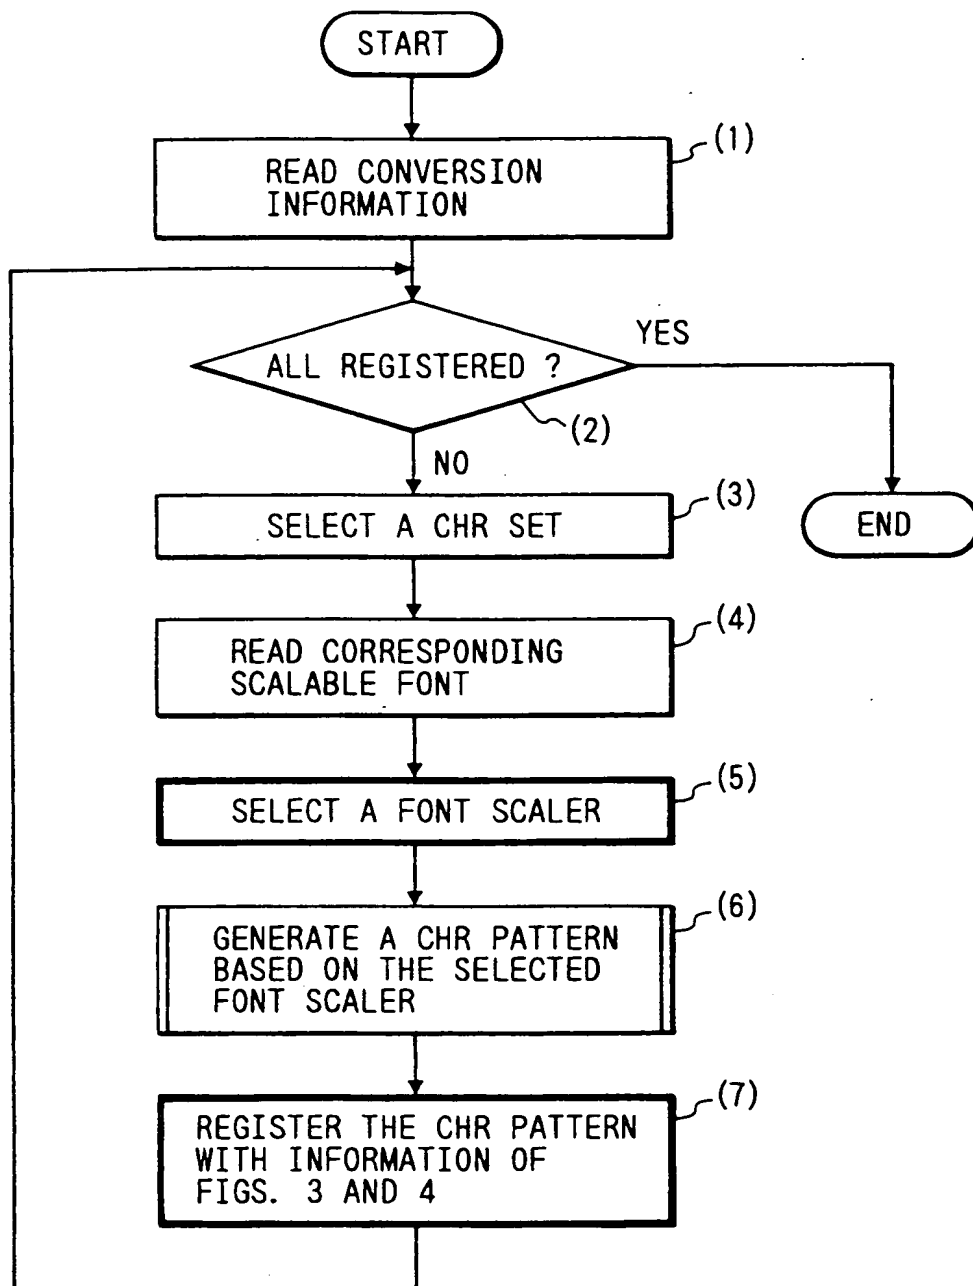 START
(1)
READ CONVERSION
INFORMATION
YES
ALL REGISTERED ?
(2)
NO
(3)
SELECT A CHR SET
END
(4)
READ CORRESPONDING
SCALABLE FONT
(5)
SELECT A FONT SCALER
(6)
GENERATE A CHR PATTERN
BASED ON THE SELECTED
FONT SCALER
(7)
REGISTER THE CHR PATTERN
WITH INFORMATION OF
FIGS. 3 AND 4